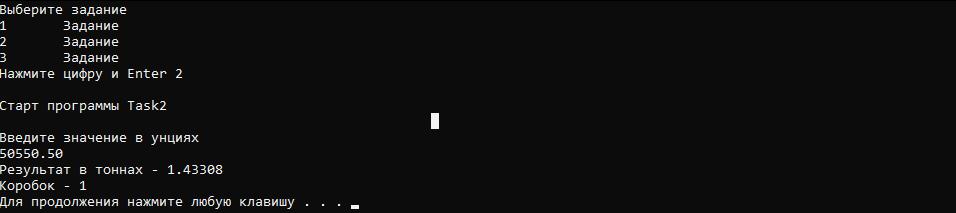 Выберите задание
1 Задание
2 Задание
3 Задание
Нажмите цифру и Enter 2
Старт программы Task2
Введите значение в унциях
50550.50
Результат в тоннах - 1.43308
Коробок - 1
Для продолжения нажмите любую клавишу . . .